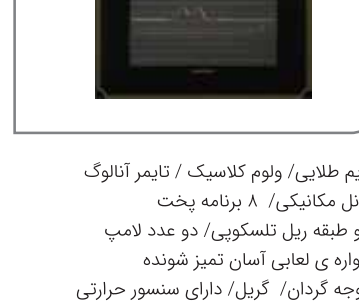 یم طلایی/ ولوم کلاسیک / تایمر آنالوگ
نل مکانیکی/ ۸ برنامه پخت
و طبقه ریل تلسکوپی/ دو عدد لامپ
واره ی لعابی آسان تمیز شونده
وجه گردان/ گریل/ دارای سنسور حرارتی